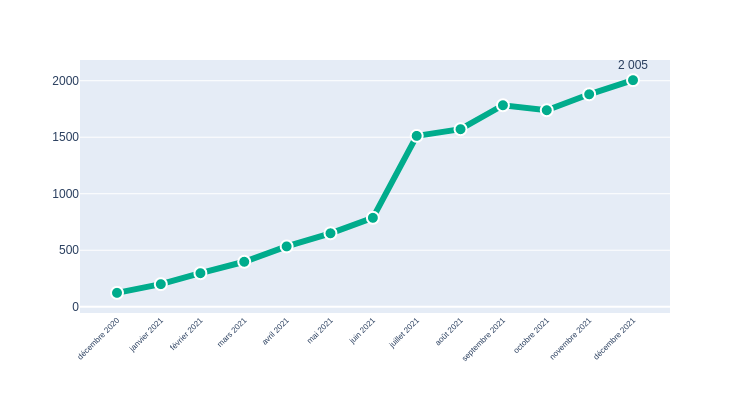 2 005
2000
1500
1000
500
0
décembre 2020
janvier 2021
février 2021
mars 2021
avril 2021
mai 2021
juin 2021
juillet 2021
août 2021
septembre 2021
octobre 2021
novembre 2021
décembre 2021